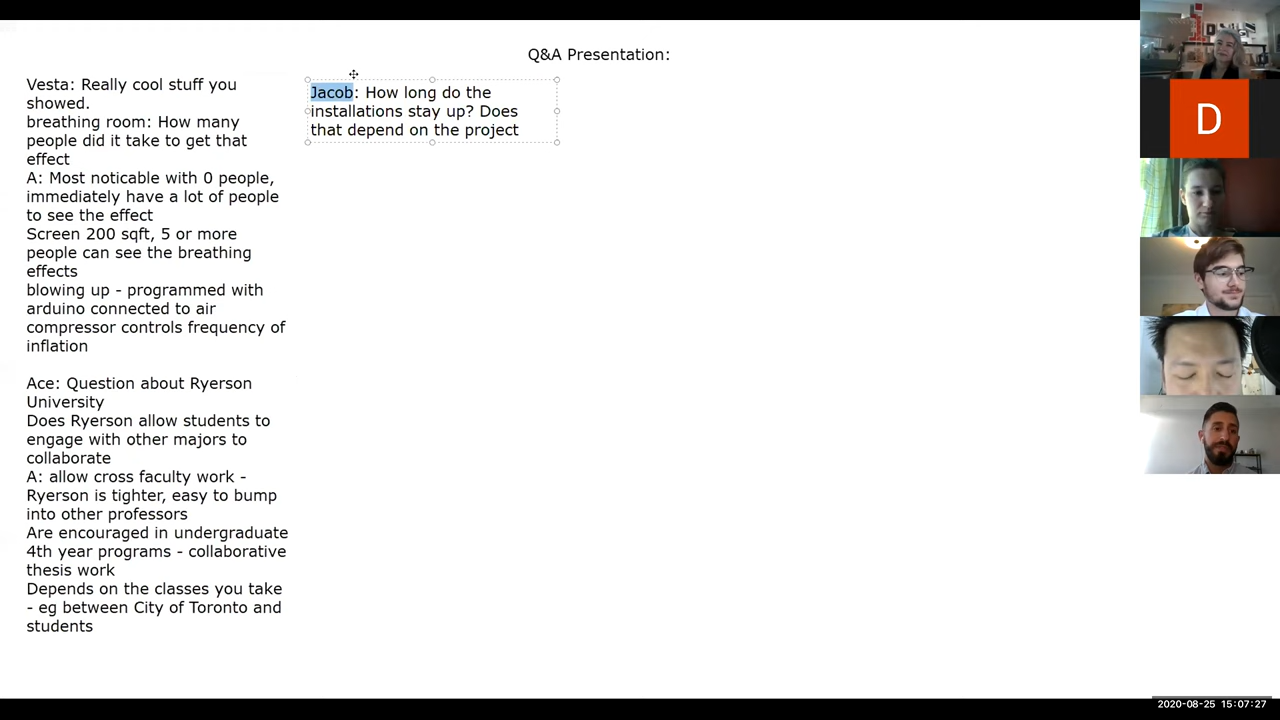 Q&A Presentation:
Vesta: Really cool stuff you
showed.
breathing room: How many
people did it take to get that
effect
A: Most noticable with 0 people,
immediately have a lot of people
to see the effect
Screen 200 sqft, 5 or more
people can see the breathing
effects
blowing up - programmed with
arduino connected to air
compressor controls frequency of
inflation
Ace: Question about Ryerson
University
Does Ryerson allow students to
engage with other majors to
collaborate
A: allow cross faculty work -
Ryerson is tighter, easy to bump
into other professors
Are encouraged in undergraduate
4th year programs - collaborative
thesis work
Depends on the classes you take
- eg between City of Toronto and
students
Jacob: How long do the
installations stay up? Does
that depend on the project
D
2020-08-25 15:07:27